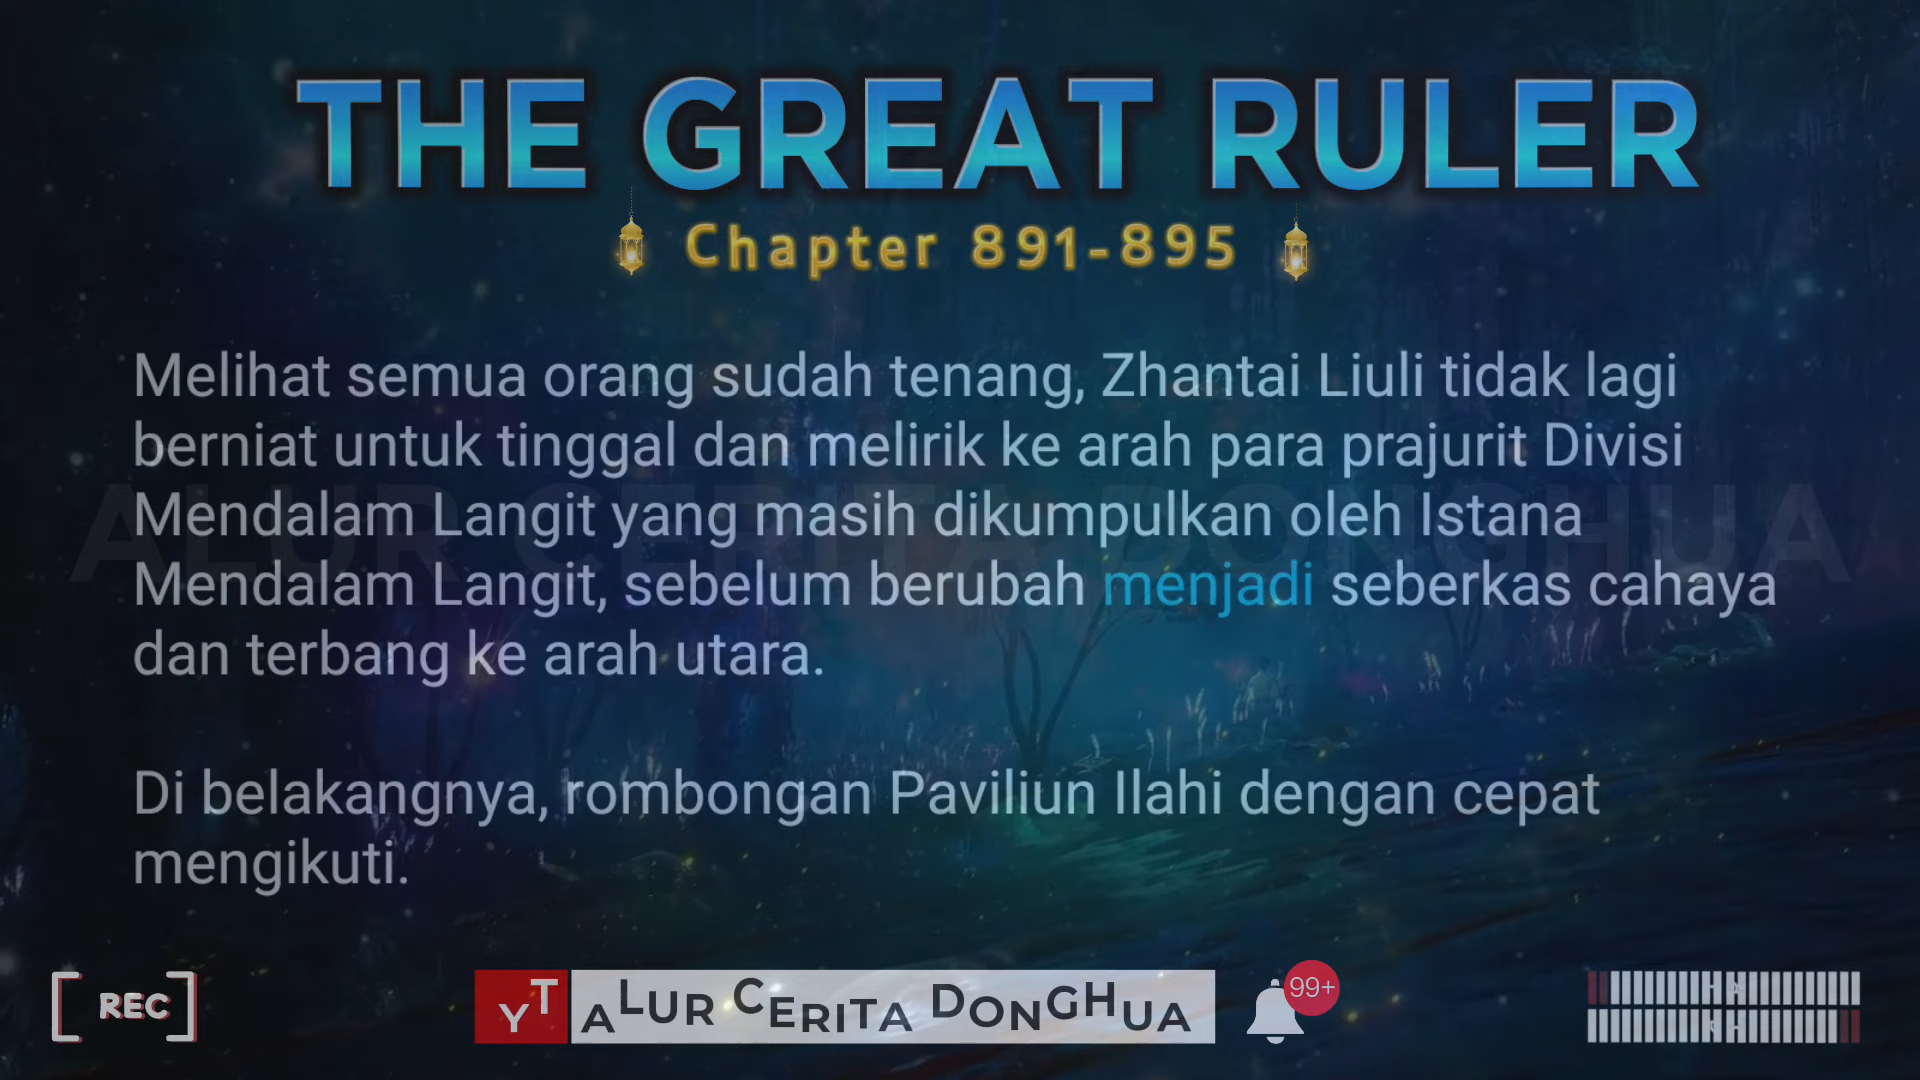 THE GREAT RULER
Chapter 891-895
Melihat semua orang sudah tenang, Zhantai Liuli tidak lagi
berniat untuk tinggal dan melirik ke arah para prajurit Divisi
Mendalam Langit yang masih dikumpulkan oleh Istana
Mendalam Langit, sebelum berubah menjadi seberkas cahaya
dan terbang ke arah utara.
Di belakangnya, rombongan Paviliun Ilahi dengan cepat
mengikuti.
ALUR CERITA DONGHUA
REC
YT ALUR CERITA DONGHUA
99+